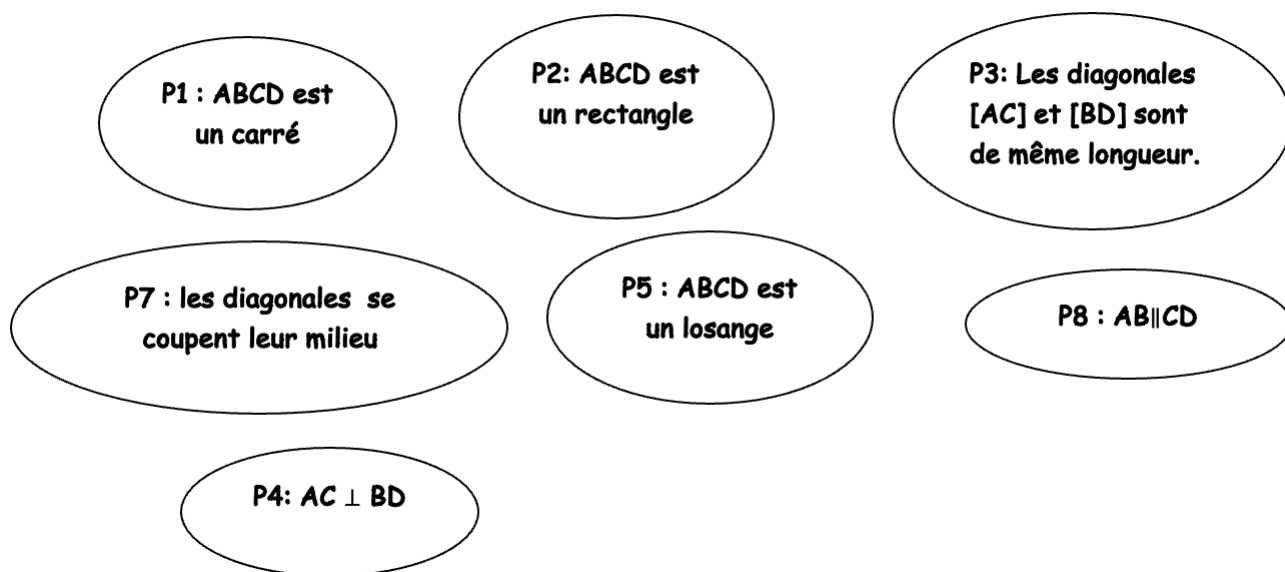 P1 : ABCD est
un carré
P2: ABCD est
un rectangle
P3: Les diagonales
[AC] et [BD] sont
de même longueur.
P7 : les diagonales se
coupent leur milieu
P5 : ABCD est
un losange
P8 : AB∥CD
P4: AC ⊥ BD